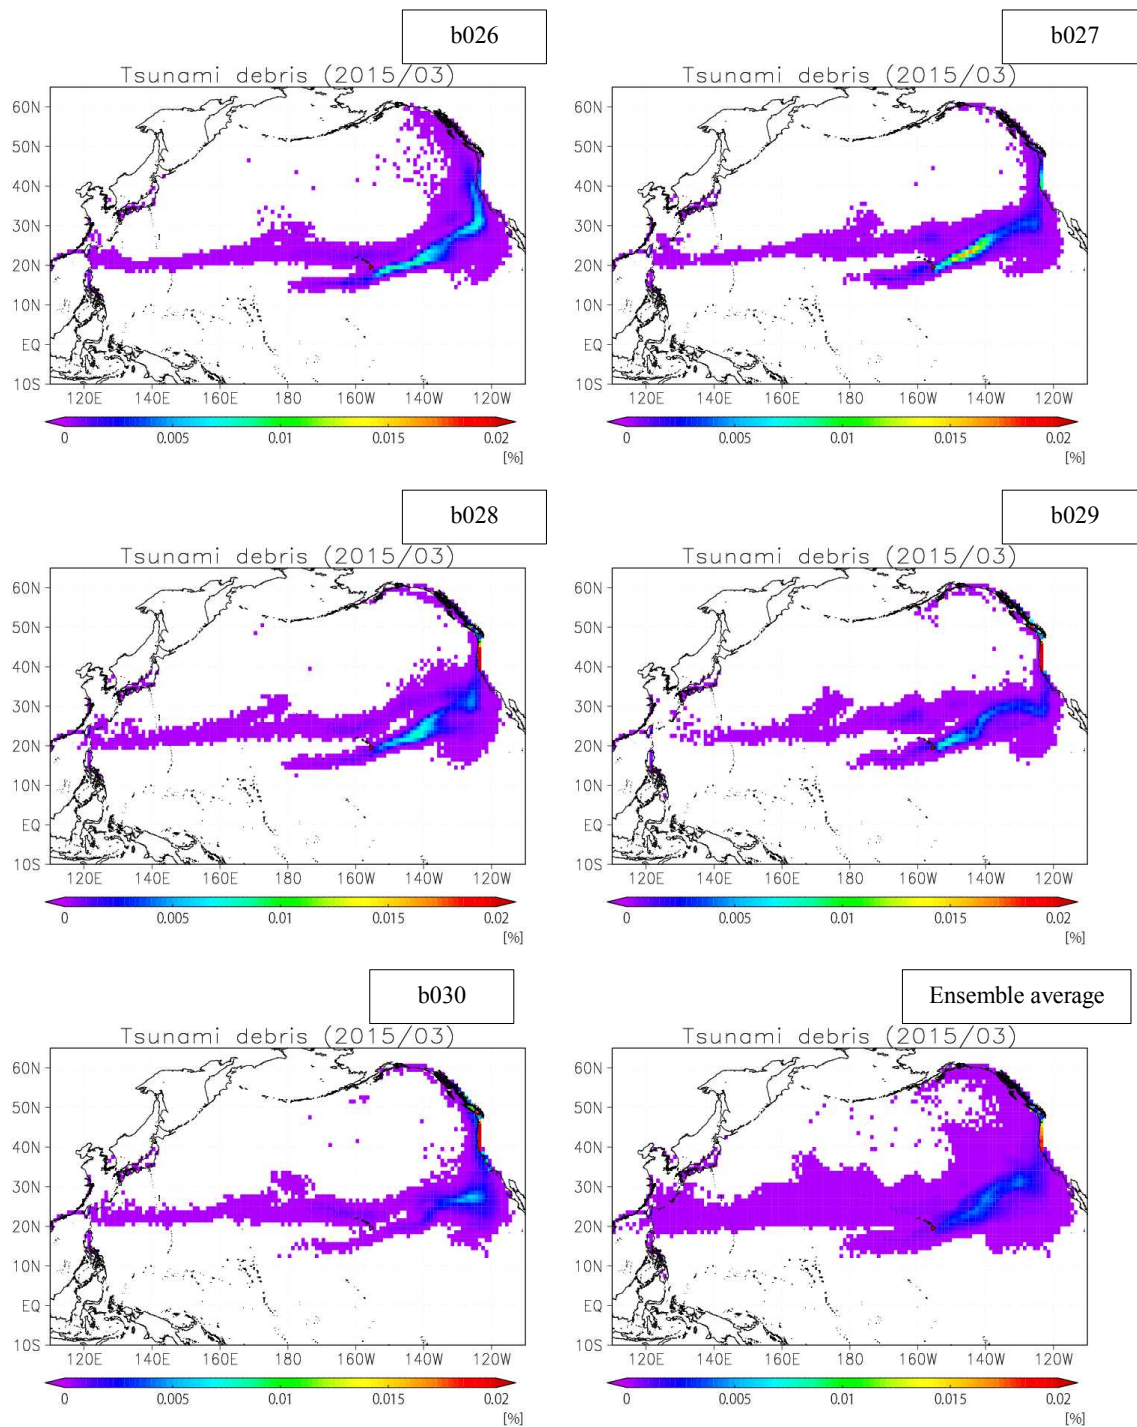 b026
b027
Tsunami debris (2015/03)
Tsunami debris (2015/03)
60N
50N
40N
30N
20N
10N
EQ
10S
120E 140E 160E 180 160W 140W 120W
0 0.005 0.01 0.015 0.02
[%]
60N
50N
40N
30N
20N
10N
EQ
10S
120E 140E 160E 180 160W 140W 120W
0 0.005 0.01 0.015 0.02
[%]
b028
b029
Tsunami debris (2015/03)
Tsunami debris (2015/03)
60N
50N
40N
30N
20N
10N
EQ
10S
120E 140E 160E 180 160W 140W 120W
0 0.005 0.01 0.015 0.02
[%]
60N
50N
40N
30N
20N
10N
EQ
10S
120E 140E 160E 180 160W 140W 120W
0 0.005 0.01 0.015 0.02
[%]
b030
Ensemble average
Tsunami debris (2015/03)
Tsunami debris (2015/03)
60N
50N
40N
30N
20N
10N
EQ
10S
120E 140E 160E 180 160W 140W 120W
0 0.005 0.01 0.015 0.02
[%]
60N
50N
40N
30N
20N
10N
EQ
10S
120E 140E 160E 180 160W 140W 120W
0 0.005 0.01 0.015 0.02
[%]